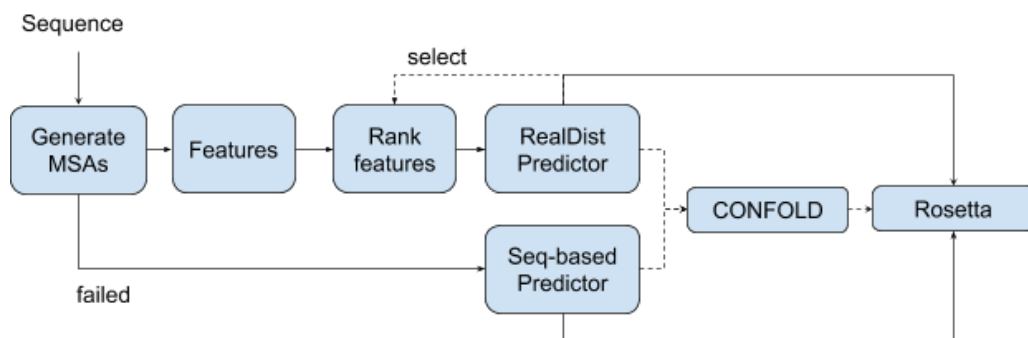 Sequence
select
Generate
MSAs
Features
Rank
features
RealDist
Predictor
CONFOLD
Rosetta
Seq-based
Predictor
failed